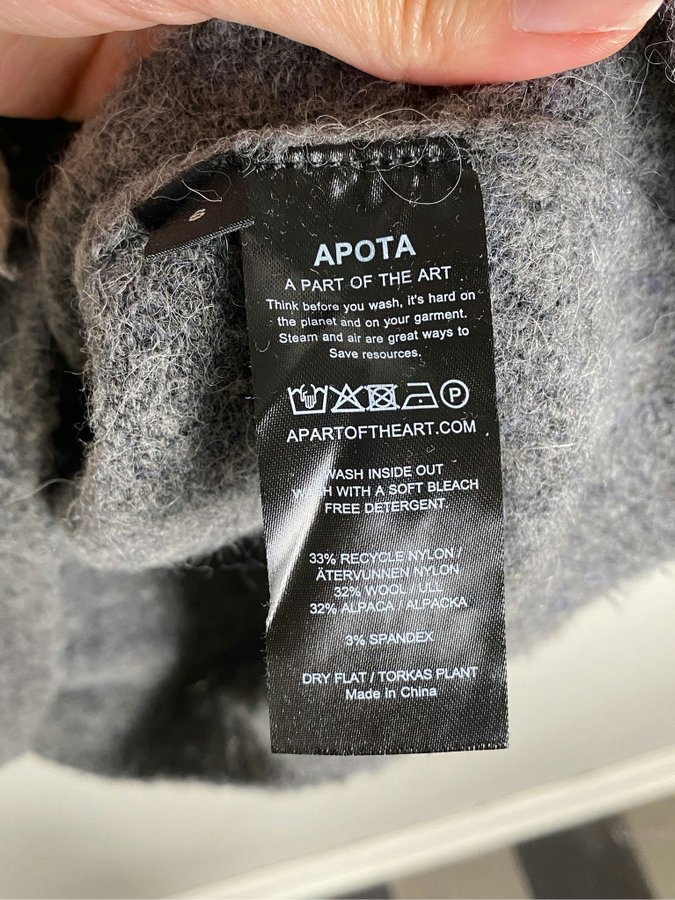 APOTA
A PART OF THE ART
Think before you wash, it's hard on
the planet and on your garment.
Steam and air are great ways to
Save resources.
P
APARTOFTHEART.COM
WASH INSIDE OUT
WASH WITH A SOFT BLEACH
FREE DETERGENT.
33% RECYCLE NYLON /
ÅTERVUNNEN NYLON
32% WOOL / ULL
32% ALPACA / ALPACKA
3% SPANDEX
DRY FLAT / TORKAS PLANT
Made in China